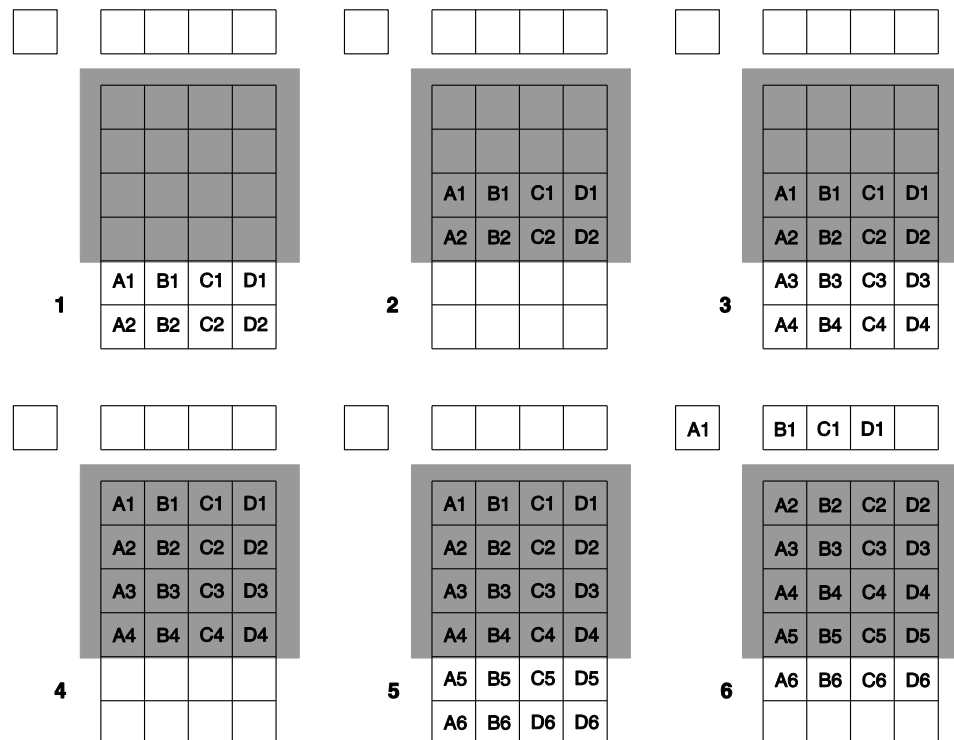 A1 B1 C1 D1
1
A2 B2 C2 D2
A1 B1 C1 D1
A2 B2 C2 D2
2
A1 B1 C1 D1
A2 B2 C2 D2
A3 B3 C3 D3
3
A4 B4 C4 D4
A1 B1 C1 D1
A2 B2 C2 D2
A3 B3 C3 D3
A4 B4 C4 D4
4
A1 B1 C1 D1
A2 B2 C2 D2
A3 B3 C3 D3
A4 B4 C4 D4
A5 B5 C5 D5
5
A6 B6 D6 D6
A1 B1 C1 D1
A2 B2 C2 D2
A3 B3 C3 D3
A4 B4 C4 D4
A5 B5 C5 D5
A6 B6 C6 D6
6